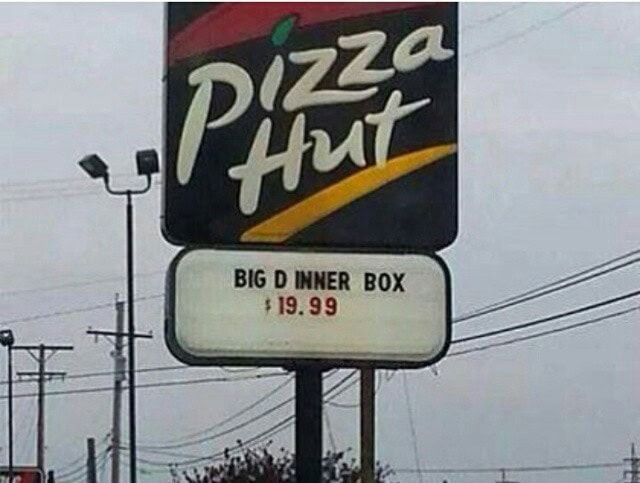 Pizza
Hut
BIG D INNER BOX
$19.99